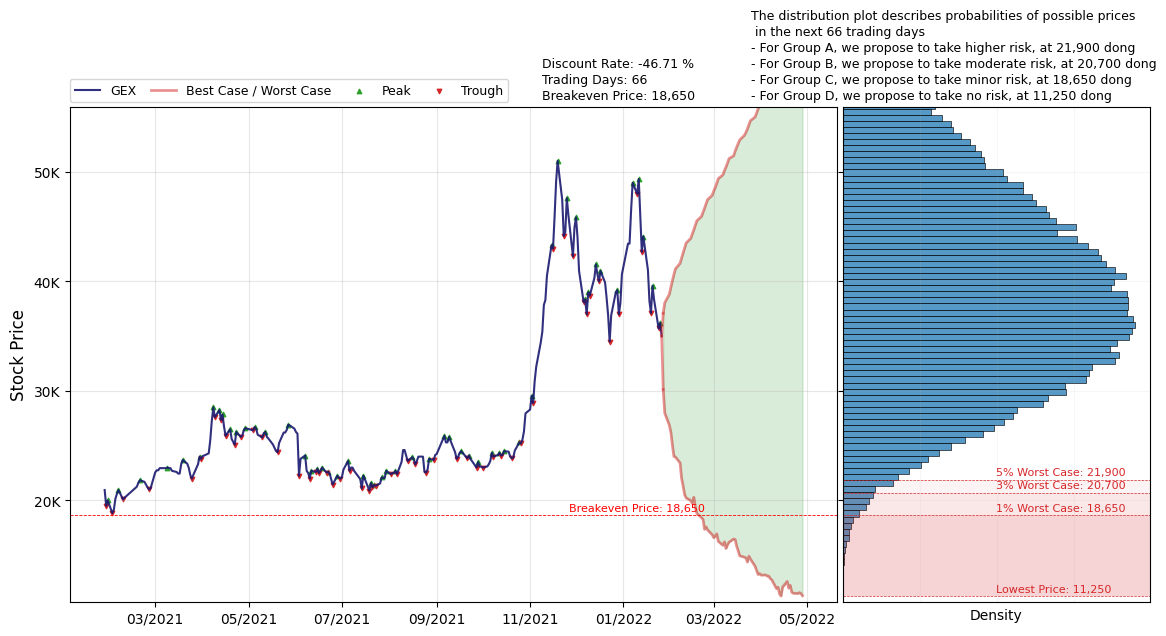 The distribution plot describes probabilities of possible prices
in the next 66 trading days
- For Group A, we propose to take higher risk, at 21,900 dong
- For Group B, we propose to take moderate risk, at 20,700 dong
- For Group C, we propose to take minor risk, at 18,650 dong
- For Group D, we propose to take no risk, at 11,250 dong
Discount Rate: -46.71 %
Trading Days: 66
Breakeven Price: 18,650
GEX
Best Case / Worst Case
Peak
Trough
Stock Price
50K
40K
30K
20K
Breakeven Price: 18,650
03/2021
05/2021
07/2021
09/2021
11/2021
01/2022
03/2022
05/2022
5% Worst Case: 21,900
3% Worst Case: 20,700
1% Worst Case: 18,650
Lowest Price: 11,250
Density